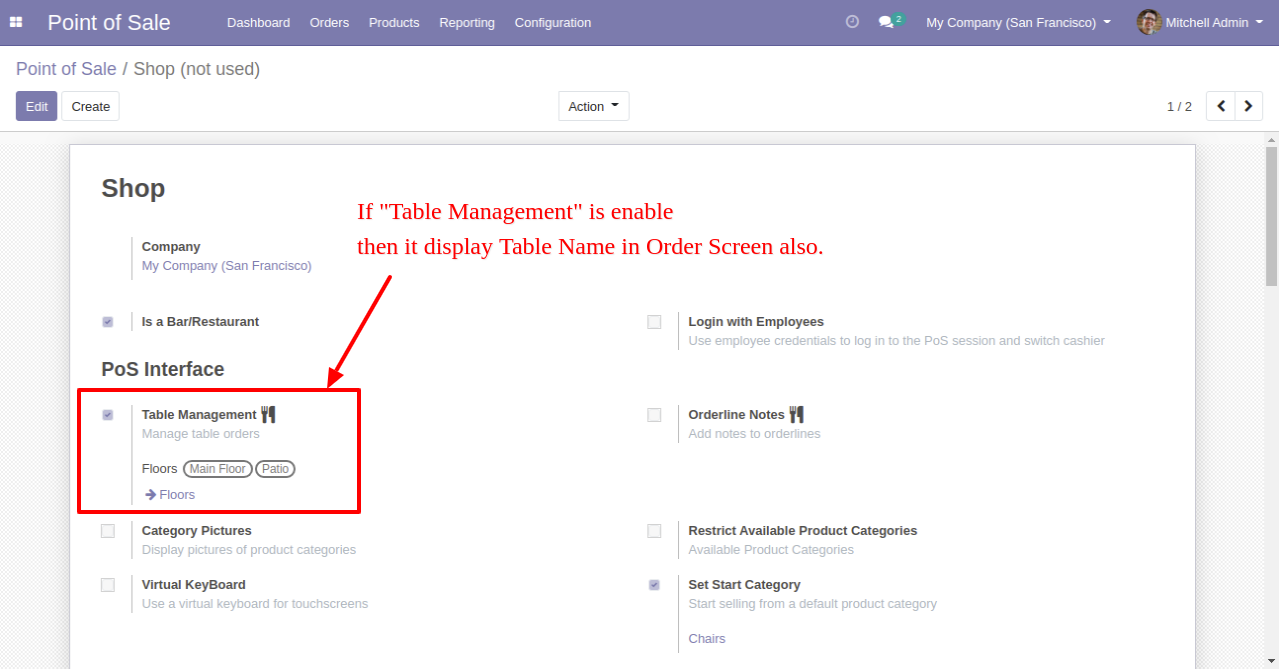 Point of Sale Dashboard Orders Products Reporting Configuration 2 My Company (San Francisco) Mitchell Admin
Point of Sale / Shop (not used)
Edit Create Action 1 / 2
Shop
If "Table Management" is enable
then it display Table Name in Order Screen also.
Company
My Company (San Francisco)
Is a Bar/Restaurant
Login with Employees
Use employee credentials to log in to the PoS session and switch cashier
PoS Interface
Table Management
Manage table orders
Floors Main Floor Patio
Floors
Orderline Notes
Add notes to orderlines
Category Pictures
Display pictures of product categories
Restrict Available Product Categories
Available Product Categories
Virtual KeyBoard
Use a virtual keyboard for touchscreens
Set Start Category
Start selling from a default product category
Chairs